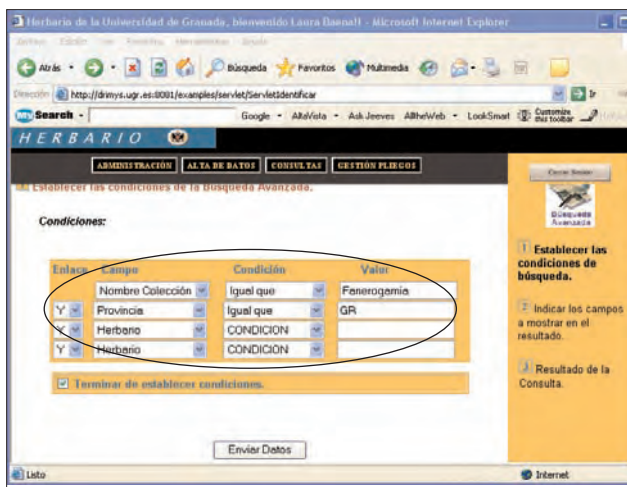 Herbario de la Universidad de Granada, bienvenido Laura Baena!! - Microsoft Internet Explorer
Atrás Búsqueda Favoritos Multimedia
Dirección http://drimys.ugr.es:8081/examples/servlet/ServletIdentificar Ir
My Search Google AltaVista Ask Jeeves AlltheWeb LookSmart Customize this toolbar
HERBARIO
ADMINISTRACIÓN ALTA DE DATOS CONSULTAS GESTIÓN PLIEGOS
Cerrar Sesión
Establecer las condiciones de la Búsqueda Avanzada.
Búsqueda Avanzada
Condiciones:
Enlace Campo Condición Valor
Nombre Colección Igual que Fanerogamia
Y Provincia Igual que GR
Y Herbario CONDICION
Y Herbario CONDICION
Terminar de establecer condiciones.
Enviar Datos
1 Establecer las
condiciones de
búsqueda.
2 Indicar los campos
a mostrar en el
resultado.
3 Resultado de la
Consulta.
Listo Internet